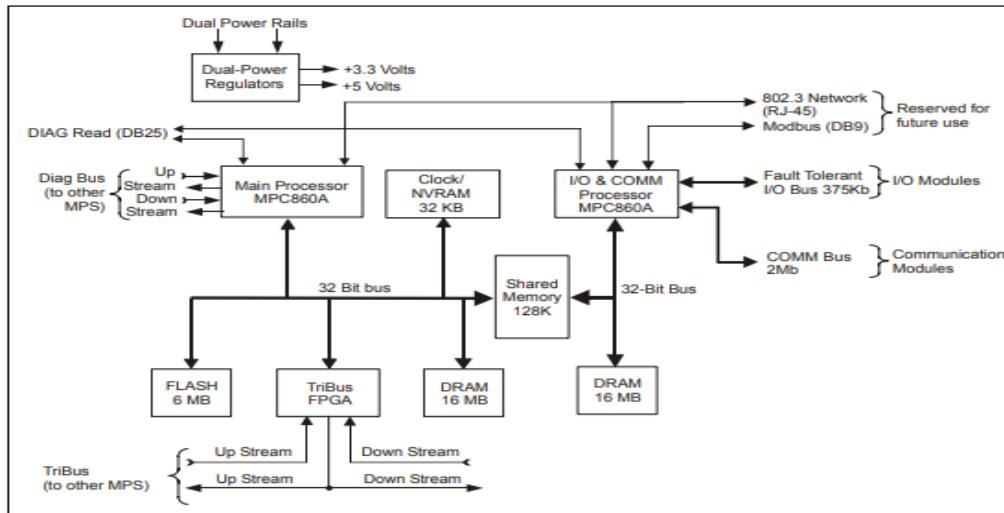 Dual Power Rails
Dual-Power
Regulators
+3.3 Volts
+5 Volts
802.3 Network
(RJ-45)
Modbus (DB9)
Reserved for
future use
DIAG Read (DB25)
Diag Bus
(to other
MPS)
Up
Stream
Down
Stream
Main Processor
MPC860A
Clock/
NVRAM
32 KB
I/O & COMM
Processor
MPC860A
Fault Tolerant
I/O Bus 375Kb
I/O Modules
COMM Bus
2Mb
Communication
Modules
32 Bit bus
Shared
Memory
128K
32-Bit Bus
FLASH
6 MB
TriBus
FPGA
DRAM
16 MB
DRAM
16 MB
TriBus
(to other MPS)
Up Stream
Down Stream
Up Stream
Down Stream